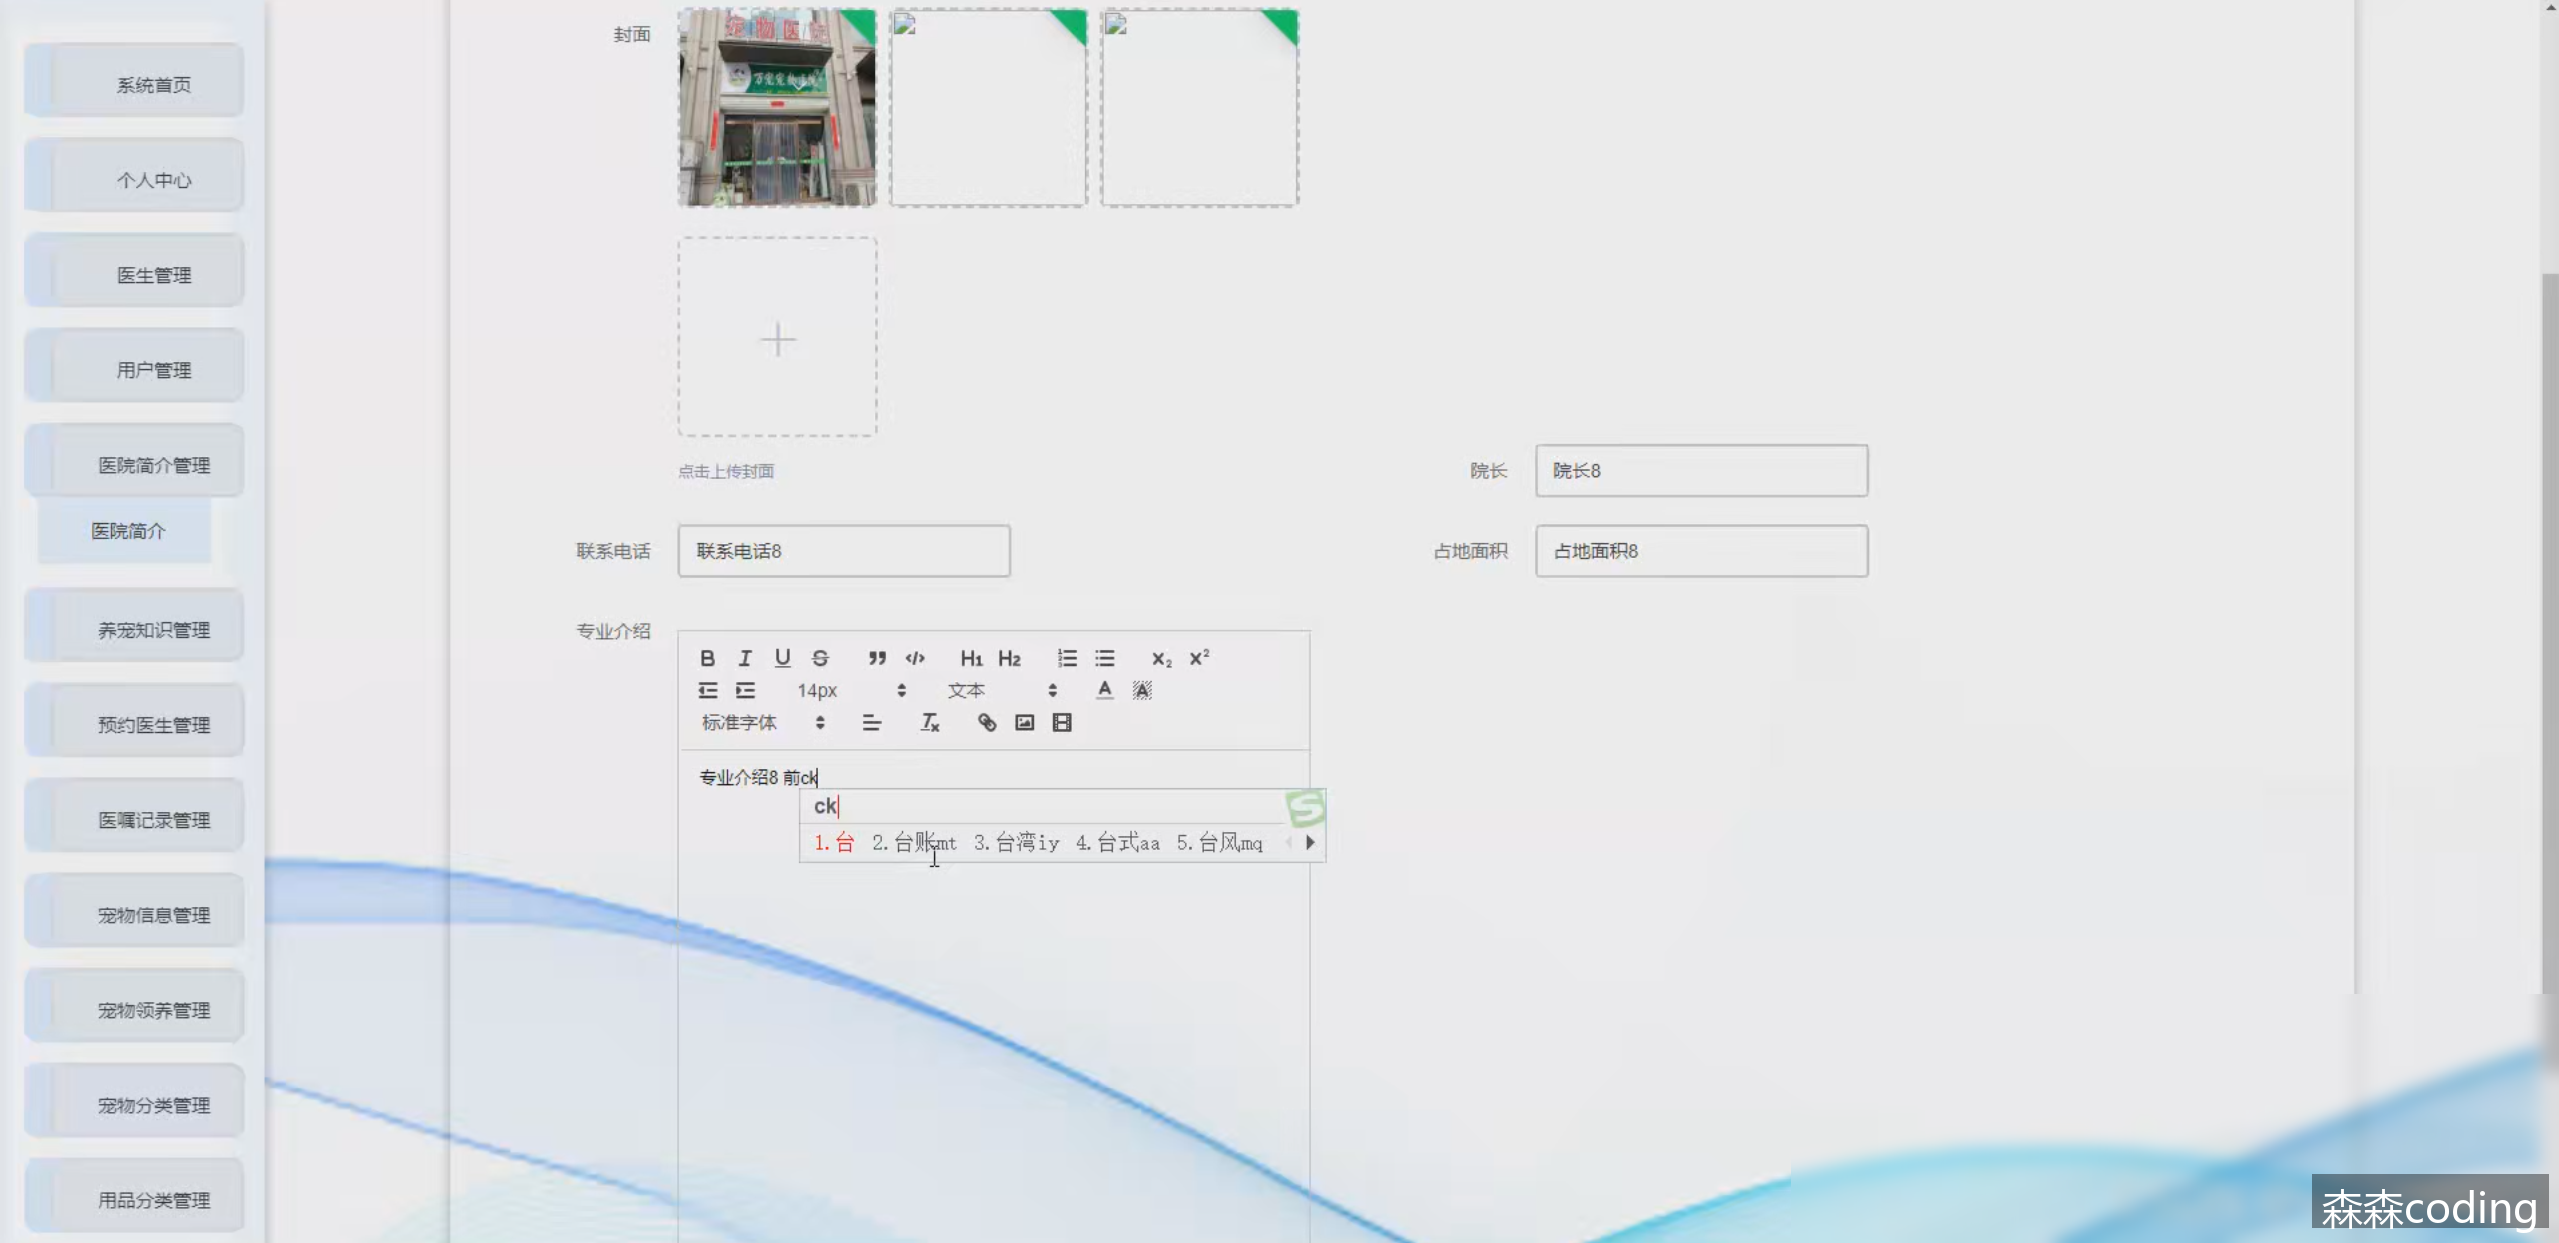 系统首页
个人中心
医生管理
用户管理
医院简介管理
医院简介
养宠知识管理
预约医生管理
医嘱记录管理
宠物信息管理
宠物领养管理
宠物分类管理
用品分类管理
封面
宠物医院
点击上传封面
院长
院长8
联系电话
联系电话8
占地面积
占地面积8
专业介绍
B I U S ❞ </> H1 H2 X2 X2
14px 文本 A A
标准字体 Tx
专业介绍8 前ck
ck
1.台 2.台账mt 3.台湾iy 4.台式aa 5.台风mq
森森coding